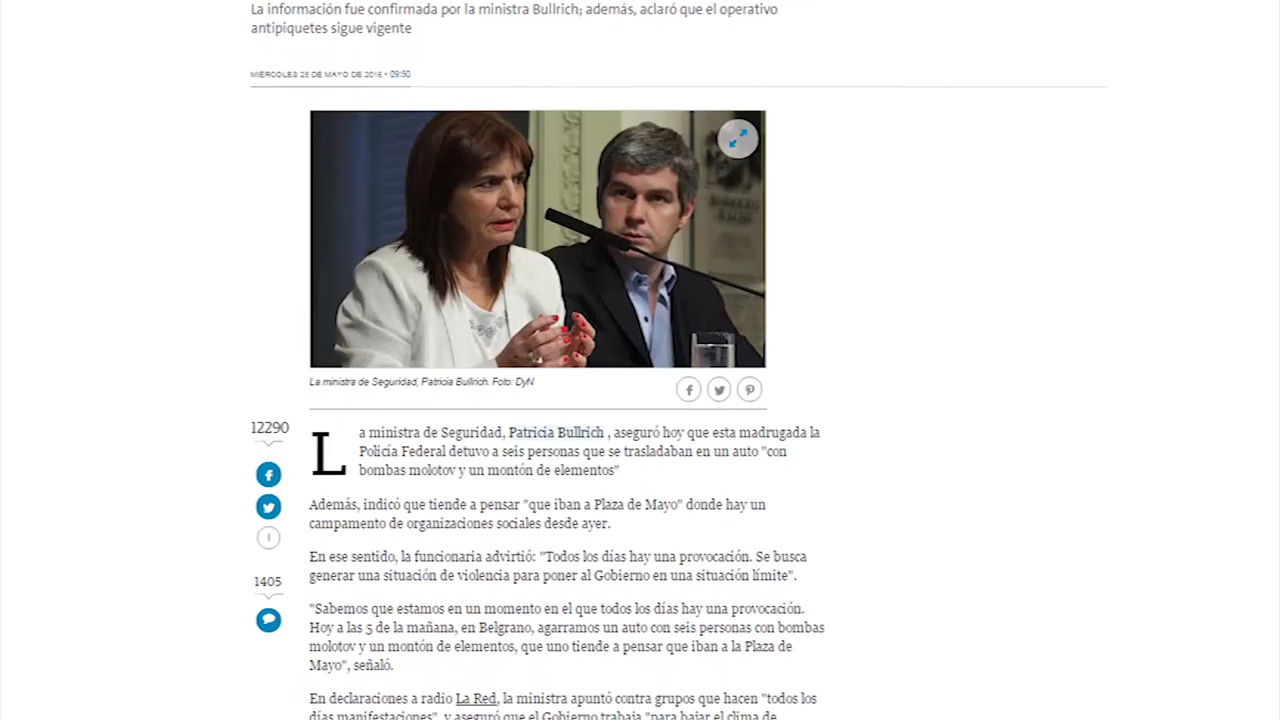 La información fue confirmada por la ministra Bullrich; además, aclaró que el operativo
antipiquetes sigue vigente
MIÉRCOLES 25 DE MAYO DE 2016 • 09:50
La ministra de Seguridad, Patricia Bullrich. Foto: DyN
12290
La ministra de Seguridad, Patricia Bullrich , aseguró hoy que esta madrugada la
Policía Federal detuvo a seis personas que se trasladaban en un auto "con
bombas molotov y un montón de elementos"
Además, indicó que tiende a pensar "que iban a Plaza de Mayo" donde hay un
campamento de organizaciones sociales desde ayer.
En ese sentido, la funcionaria advirtió: "Todos los días hay una provocación. Se busca
generar una situación de violencia para poner al Gobierno en una situación límite".
1405
"Sabemos que estamos en un momento en el que todos los días hay una provocación.
Hoy a las 5 de la mañana, en Belgrano, agarramos un auto con seis personas con bombas
molotov y un montón de elementos, que uno tiende a pensar que iban a la Plaza de
Mayo", señaló.
En declaraciones a radio La Red, la ministra apuntó contra grupos que hacen "todos los
días manifestaciones", y aseguró que el Gobierno trabaja "para bajar el clima de